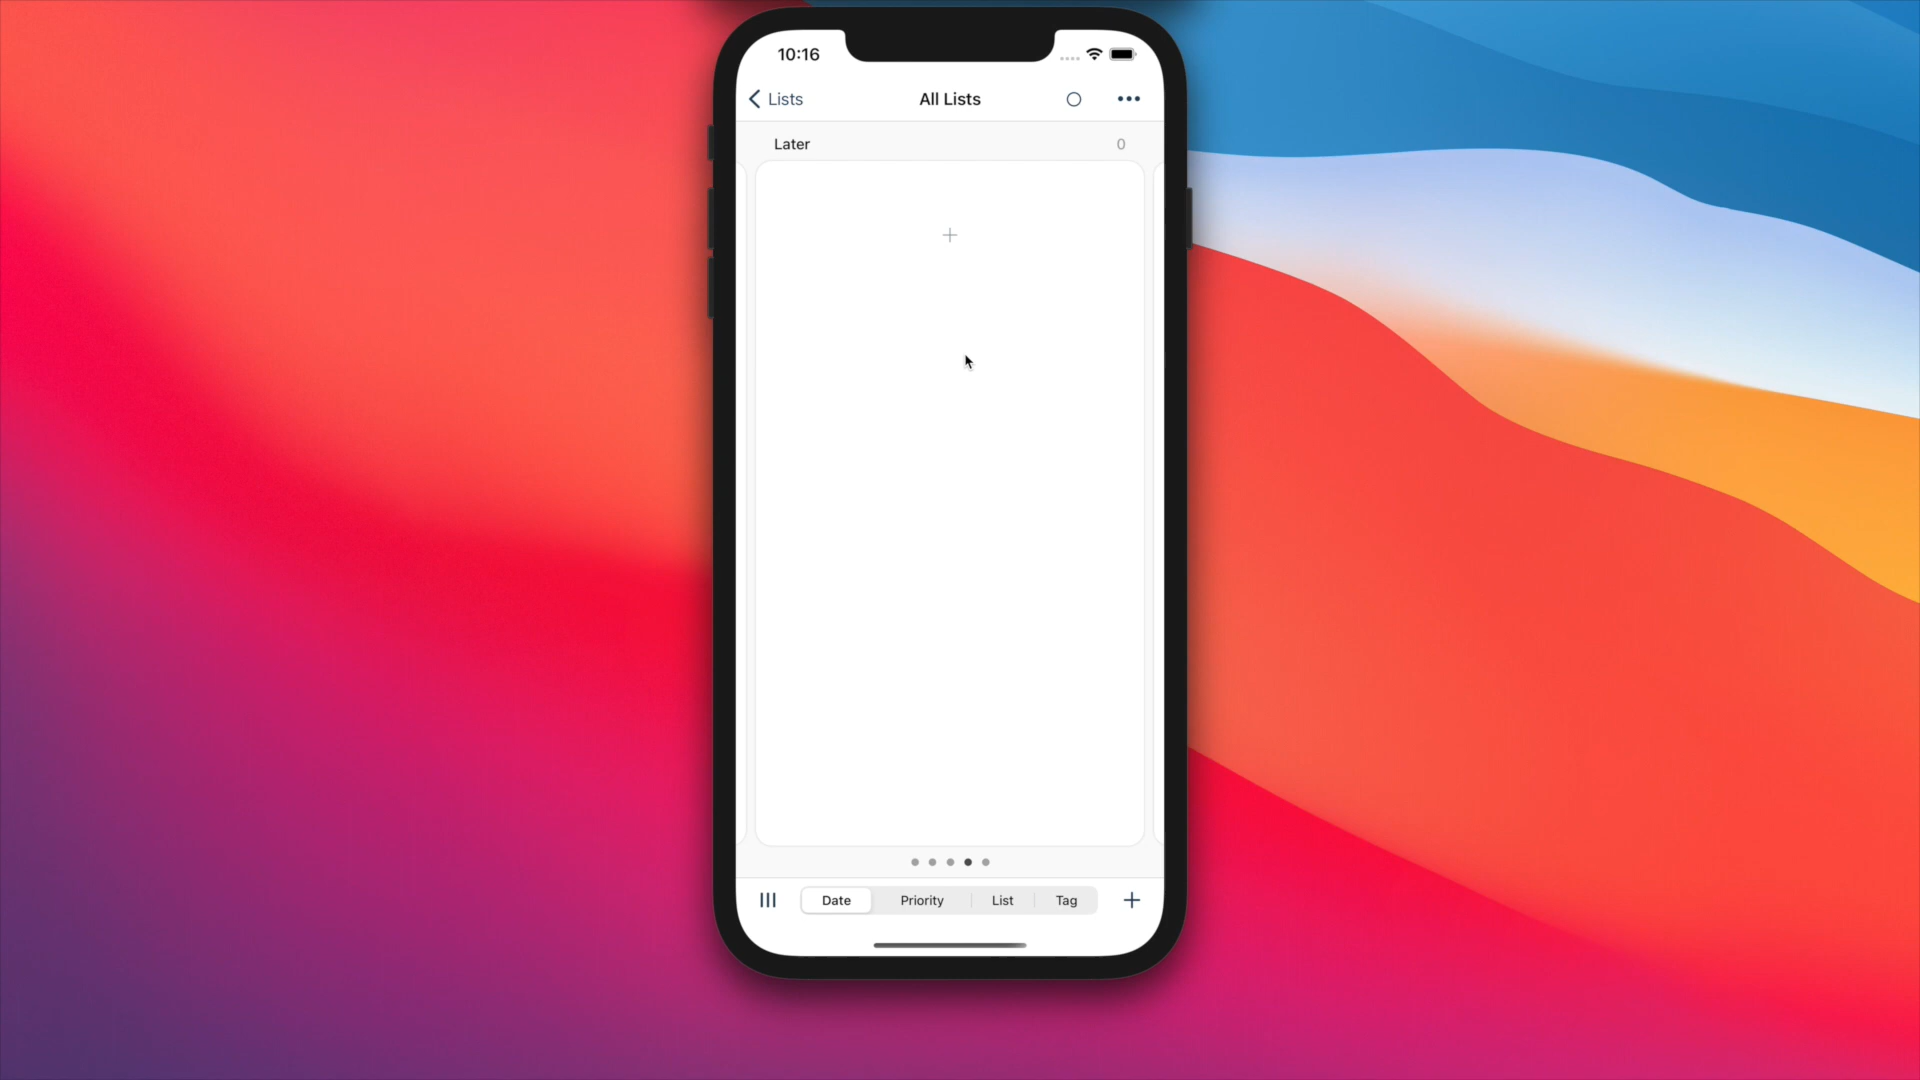 10:16
Lists
All Lists
Later
0
Date
Priority
List
Tag